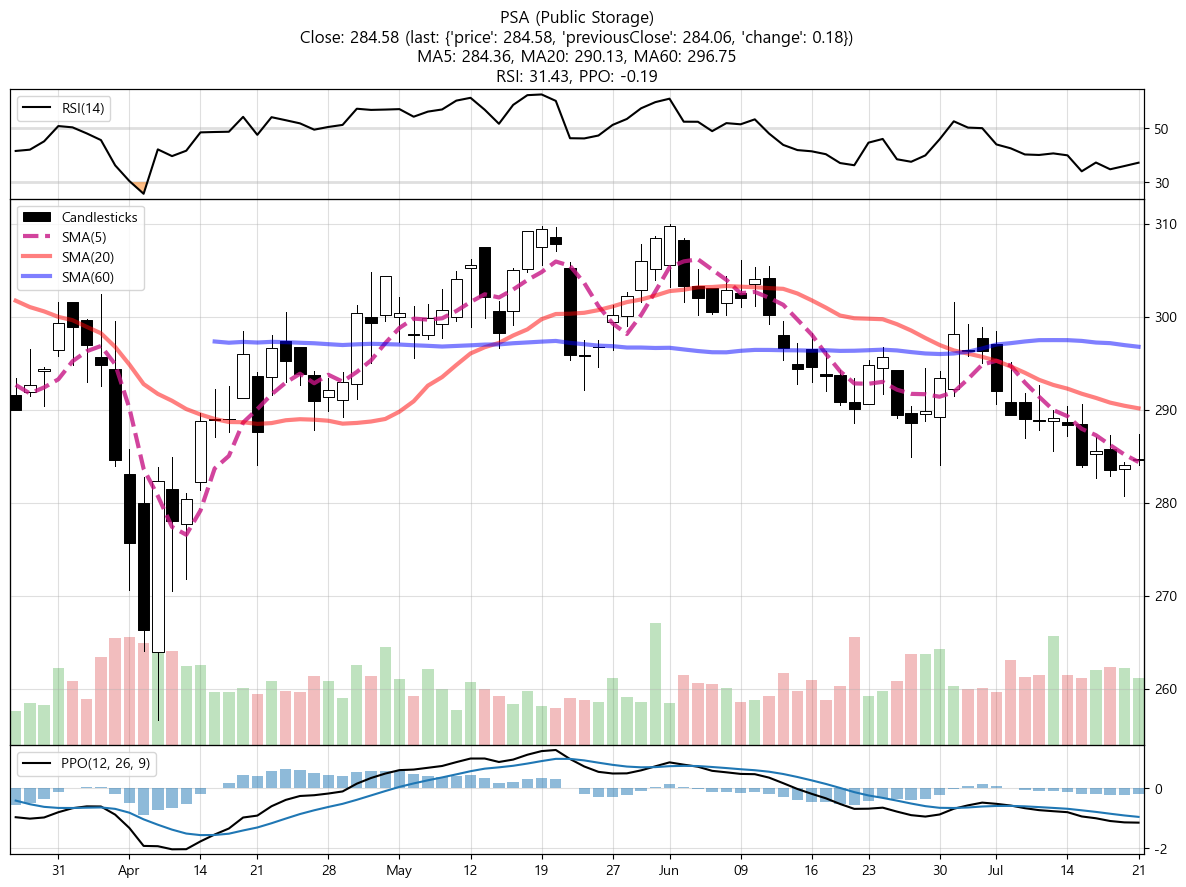 PSA (Public Storage)
Close: 284.58 (last: {'price': 284.58, 'previousClose': 284.06, 'change': 0.18})
MA5: 284.36, MA20: 290.13, MA60: 296.75
RSI: 31.43, PPO: -0.19
RSI(14)
50
30
Candlesticks
SMA(5)
SMA(20)
SMA(60)
310
300
290
280
270
260
PPO(12, 26, 9)
0
-2
31 Apr 14 21 28 May 12 19 27 Jun 09 16 23 30 Jul 14 21